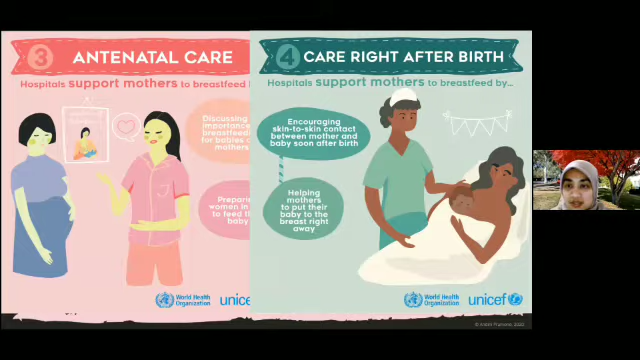 3 ANTENATAL CARE
Hospitals support mothers to breastfeed
Discussing
importance
breastfeed
for babies
mothers
women in
to feed the
baby
World Health
Organization
unice
4 CARE RIGHT AFTER BIRTH
Hospitals support mothers to breastfeed by...
Encouraging
skin-to-skin contact
between mother and
baby soon after birth
Helping
mothers
to put their
baby to the
breast right
away
World Health
Organization
unicef